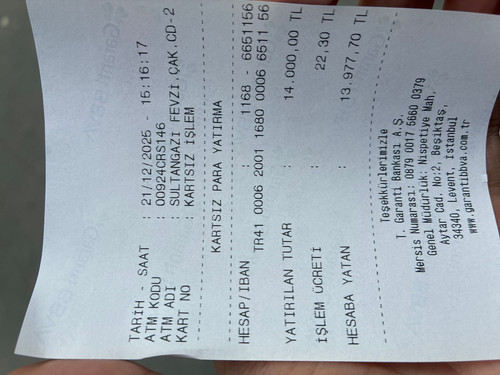 TARİH - SAAT : 21/12/2025 - 15:16:17
ATM KODU : 00924CRS146
ATM ADI : SULTANGAZI FEVZI.ÇAK.CD-2
KART NO : KARTSIZ İŞLEM
KARTSIZ PARA YATIRMA
HESAP/IBAN : 1168 - 6651156
TR41 0006 2001 1680 0006 6511 56
YATIRILAN TUTAR : 14.000,00 TL
İŞLEM ÜCRETİ : 22,30 TL
HESABA YATAN : 13.977,70 TL
Teşekkürlerimizle
T. Garanti Bankası A.Ş.
Mersis Numarası: 0879 0017 5660 0379
Genel Müdürlük: Nispetiye Mah.
Aytar Cad. No:2, Beşiktaş,
34340, Levent, İstanbul
www.garantibbva.com.tr